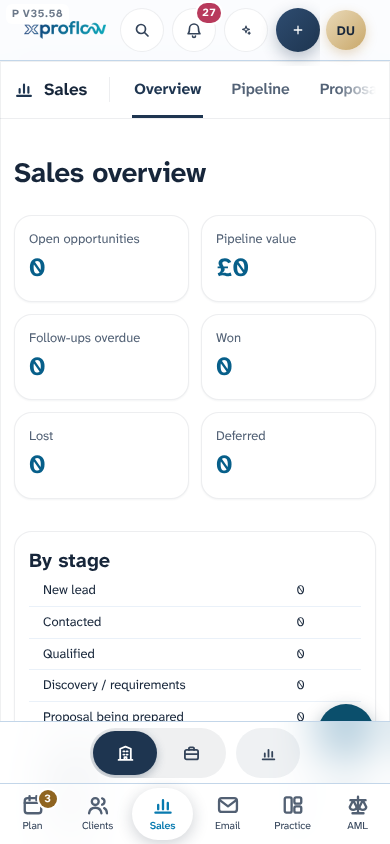 P V35.58
xproflow
27
DU
Sales
Overview
Pipeline
Propos
Sales overview
Open opportunities
0
Pipeline value
£0
Follow-ups overdue
0
Won
0
Lost
0
Deferred
0
By stage
New lead 0
Contacted 0
Qualified 0
Discovery / requirements 0
Proposal being prepared 0
3
Plan
Clients
Sales
Email
Practice
AML